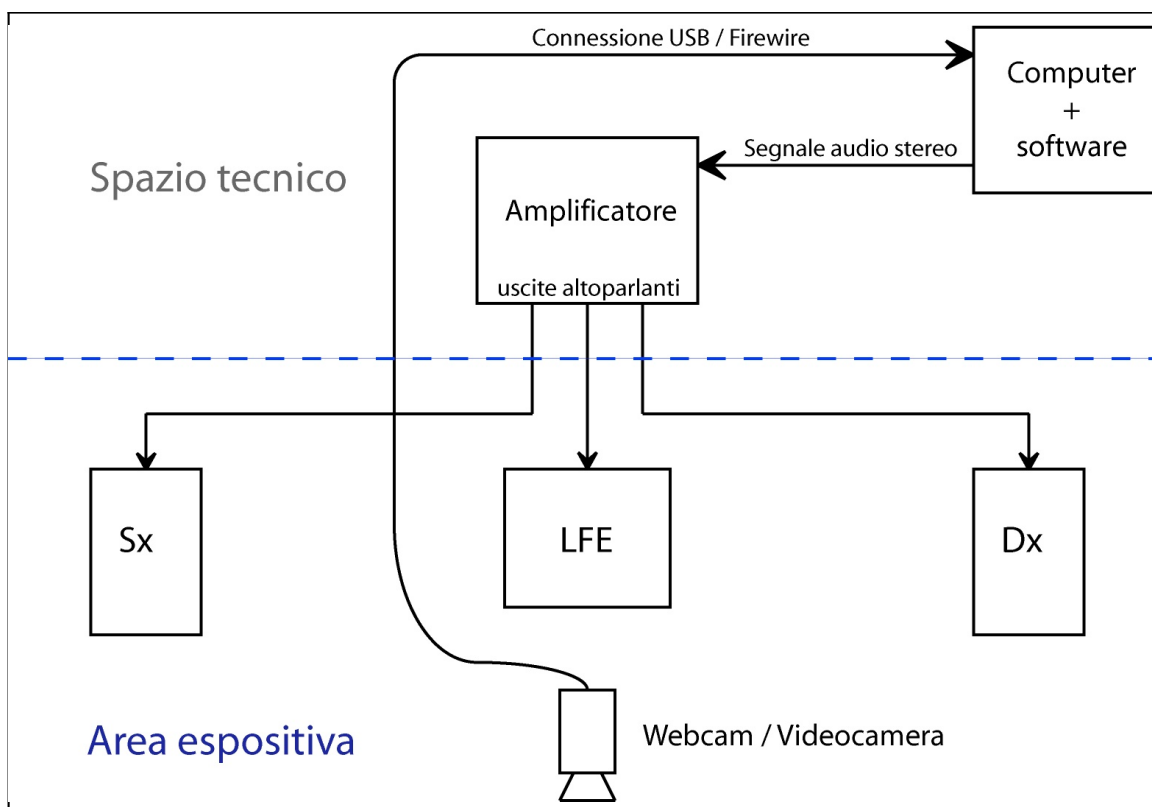 Connessione USB / Firewire
Computer
+
software
Segnale audio stereo
Spazio tecnico
Amplificatore
uscite altoparlanti
Sx
LFE
Dx
Area espositiva
Webcam / Videocamera